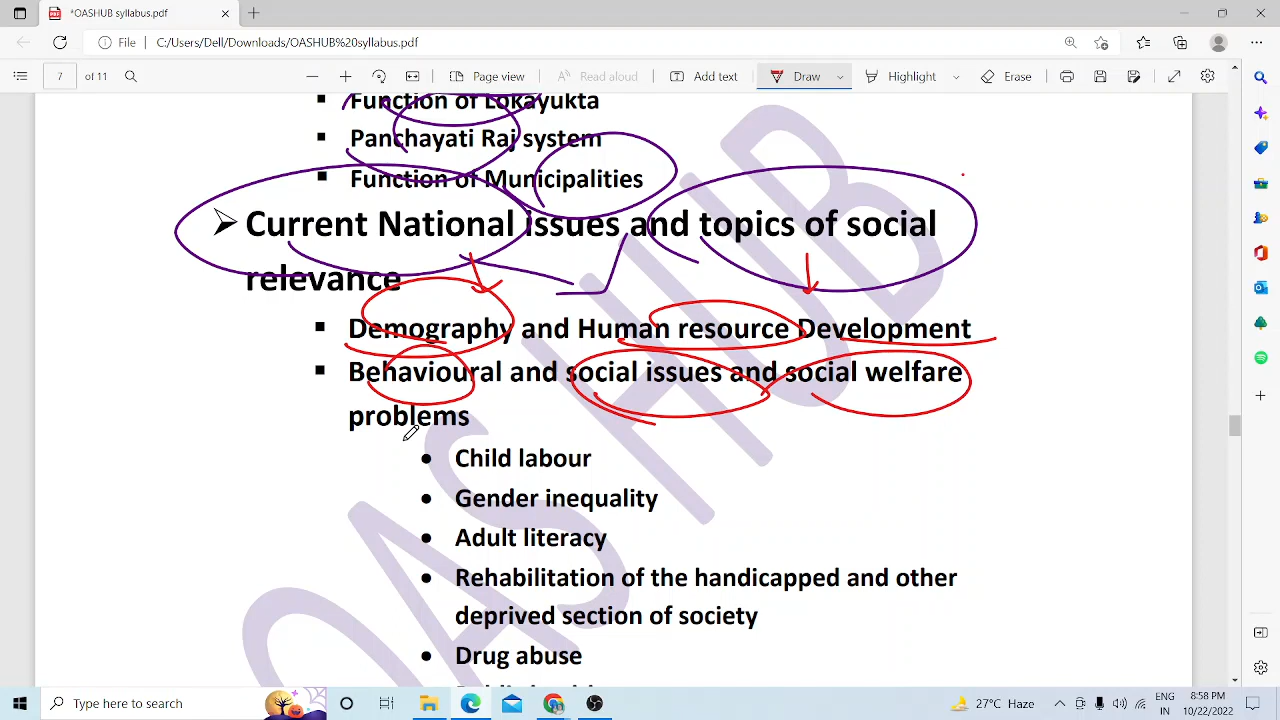 *OASHUB syllabus.pdf
File C:/Users/Dell/Downloads/OASHUB%20syllabus.pdf
7 of 11 Page view Read aloud Add text Draw Highlight Erase
Function of Lokayukta
Panchayati Raj system
Function of Municipalities
Current National issues and topics of social
relevance
Demography and Human resource Development
Behavioural and social issues and social welfare
problems
Child labour
Gender inequality
Adult literacy
Rehabilitation of the handicapped and other
deprived section of society
Drug abuse
OASHUB
Type here to search
27°C Haze
ENG 8:58 PM
IN 10/22/2022